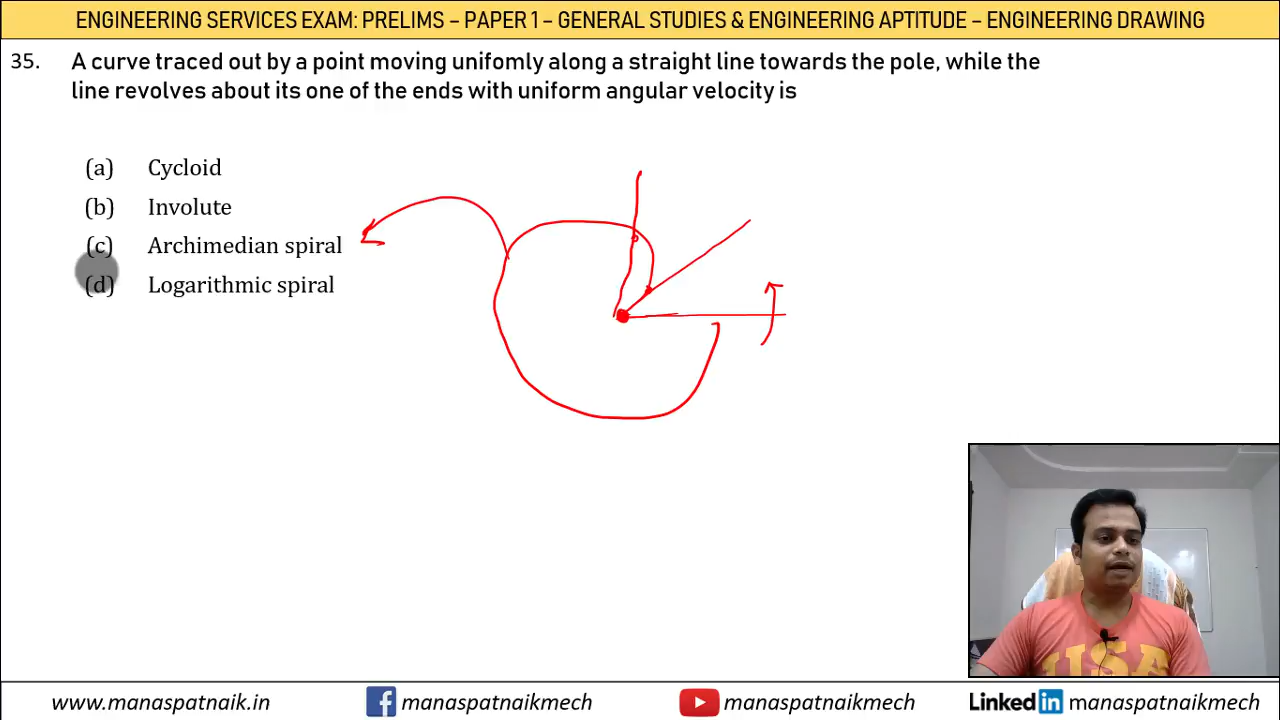 ENGINEERING SERVICES EXAM: PRELIMS – PAPER 1 – GENERAL STUDIES & ENGINEERING APTITUDE – ENGINEERING DRAWING
35. A curve traced out by a point moving unifomly along a straight line towards the pole, while the
line revolves about its one of the ends with uniform angular velocity is
(a) Cycloid
(b) Involute
(c) Archimedian spiral
(d) Logarithmic spiral
USA
www.manaspatnaik.in f manaspatnaikmech manaspatnaikmech Linked in manaspatnaikmech